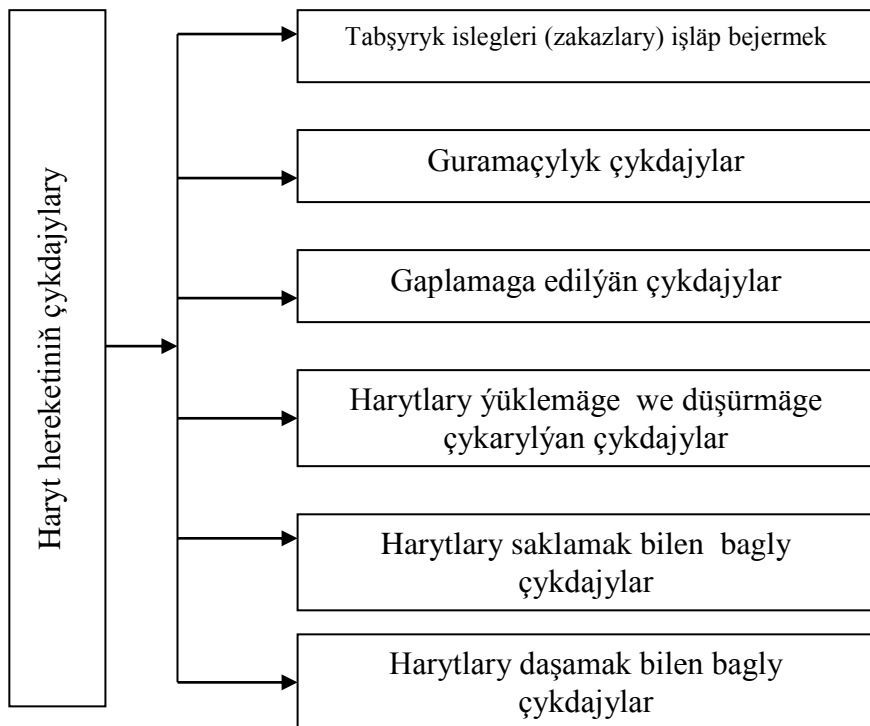 Haryt hereketiniň çykdajylary
Tabşyryk islegleri (zakazlary) işläp bejermek
Guramaçylyk çykdajylar
Gaplamaga edilýän çykdajylar
Harytlary ýüklemäge we düşürmäge
çykarylýan çykdajylar
Harytlary saklamak bilen bagly
çykdajylar
Harytlary daşamak bilen bagly
çykdajylar